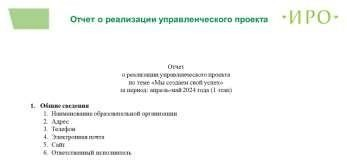 Отчет о реализации управленческого проекта
ИРО
Отчет
о реализации управленческого проекта
по теме «Мы создаем свой успех»
за период: апрель-май 2024 года (1 этап)
1. Общие сведения
1. Наименование образовательной организации
2. Адрес
3. Телефон
4. Электронная почта
5. Сайт
6. Ответственный исполнитель